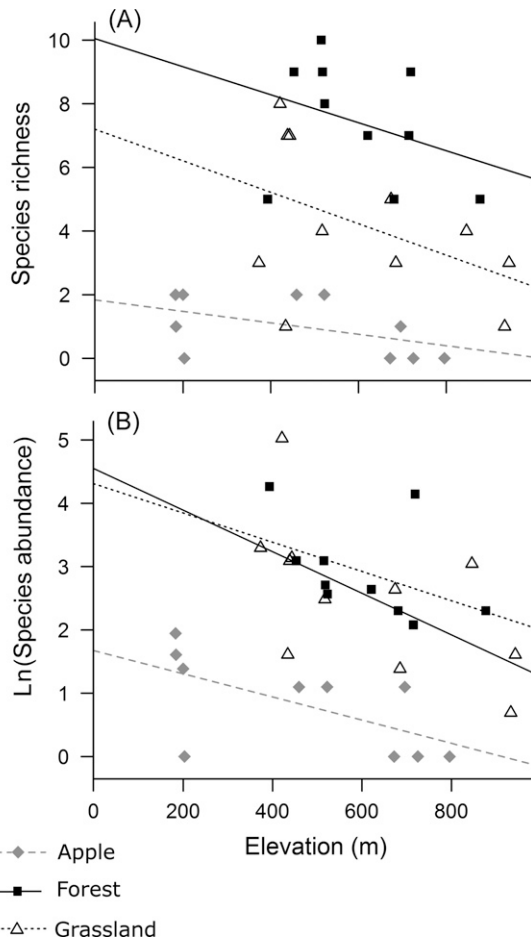 (A)
10
8
6
4
2
0
Species richness
(B)
5
4
3
2
1
0
Ln(Species abundance)
0 200 400 600 800
Elevation (m)
Apple
Forest
Grassland